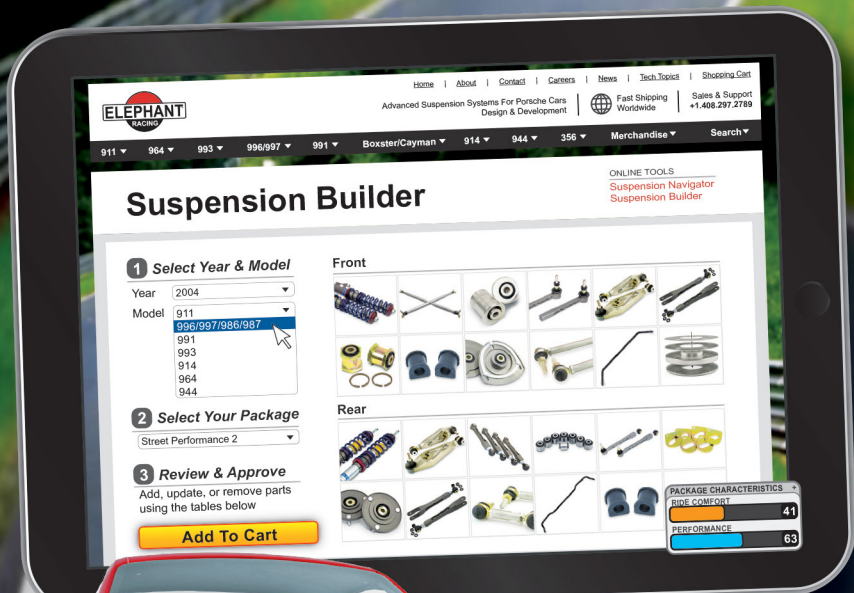 Home | About | Contact | Careers | News | Tech Topics | Shopping Cart
ELEPHANT
RACING
Advanced Suspension Systems For Porsche Cars
Design & Development
Fast Shipping
Worldwide
Sales & Support
+1.408.297.2789
911 ▼ 964 ▼ 993 ▼ 996/997 ▼ 991 ▼ Boxster/Cayman ▼ 914 ▼ 944 ▼ 356 ▼ Merchandise ▼ Search ▼
Suspension Builder
ONLINE TOOLS
Suspension Navigator
Suspension Builder
1 Select Year & Model
Year 2004
Model 911
996/997/986/987
991
993
914
964
944
2 Select Your Package
Street Performance 2
3 Review & Approve
Add, update, or remove parts
using the tables below
Add To Cart
Front
Rear
PACKAGE CHARACTERISTICS +
RIDE COMFORT
41
PERFORMANCE
63